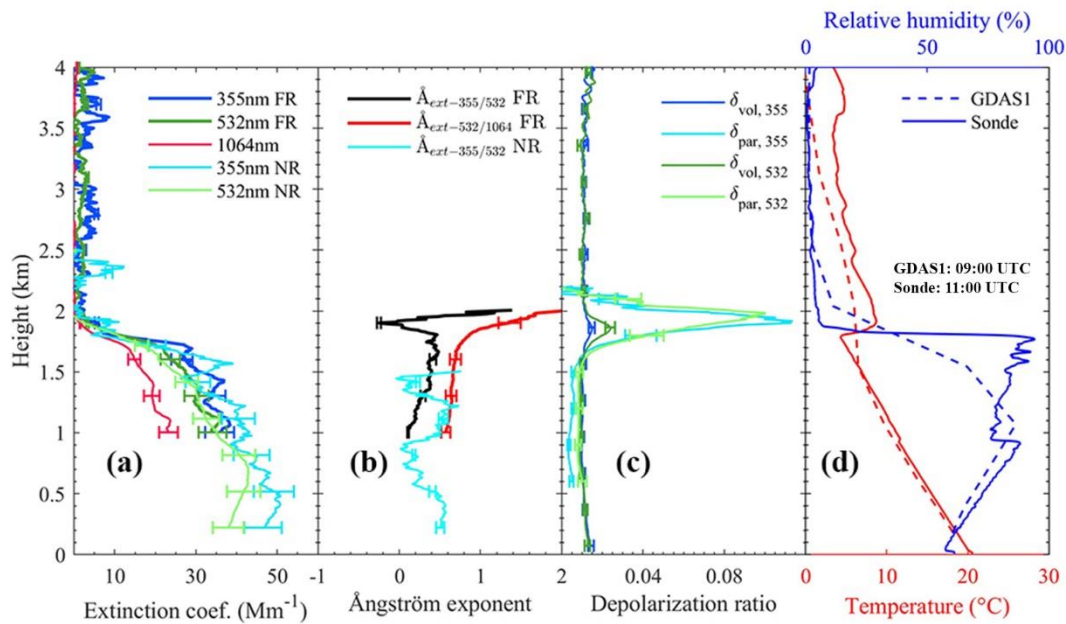 Relative humidity (%)
0 50 100
4
3.5
3
2.5
2
1.5
1
0.5
0
Height (km)
355nm FR
532nm FR
1064nm
355nm NR
532nm NR
(a)
10 30 50
Extinction coef. (Mm⁻¹)
Åext−355/532 FR
Åext−532/1064 FR
Åext−355/532 NR
(b)
-1 0 1 2
Ångström exponent
δvol, 355
δpar, 355
δvol, 532
δpar, 532
(c)
0.04 0.08
Depolarization ratio
GDAS1
Sonde
GDAS1: 09:00 UTC
Sonde: 11:00 UTC
(d)
0 10 20 30
Temperature (°C)